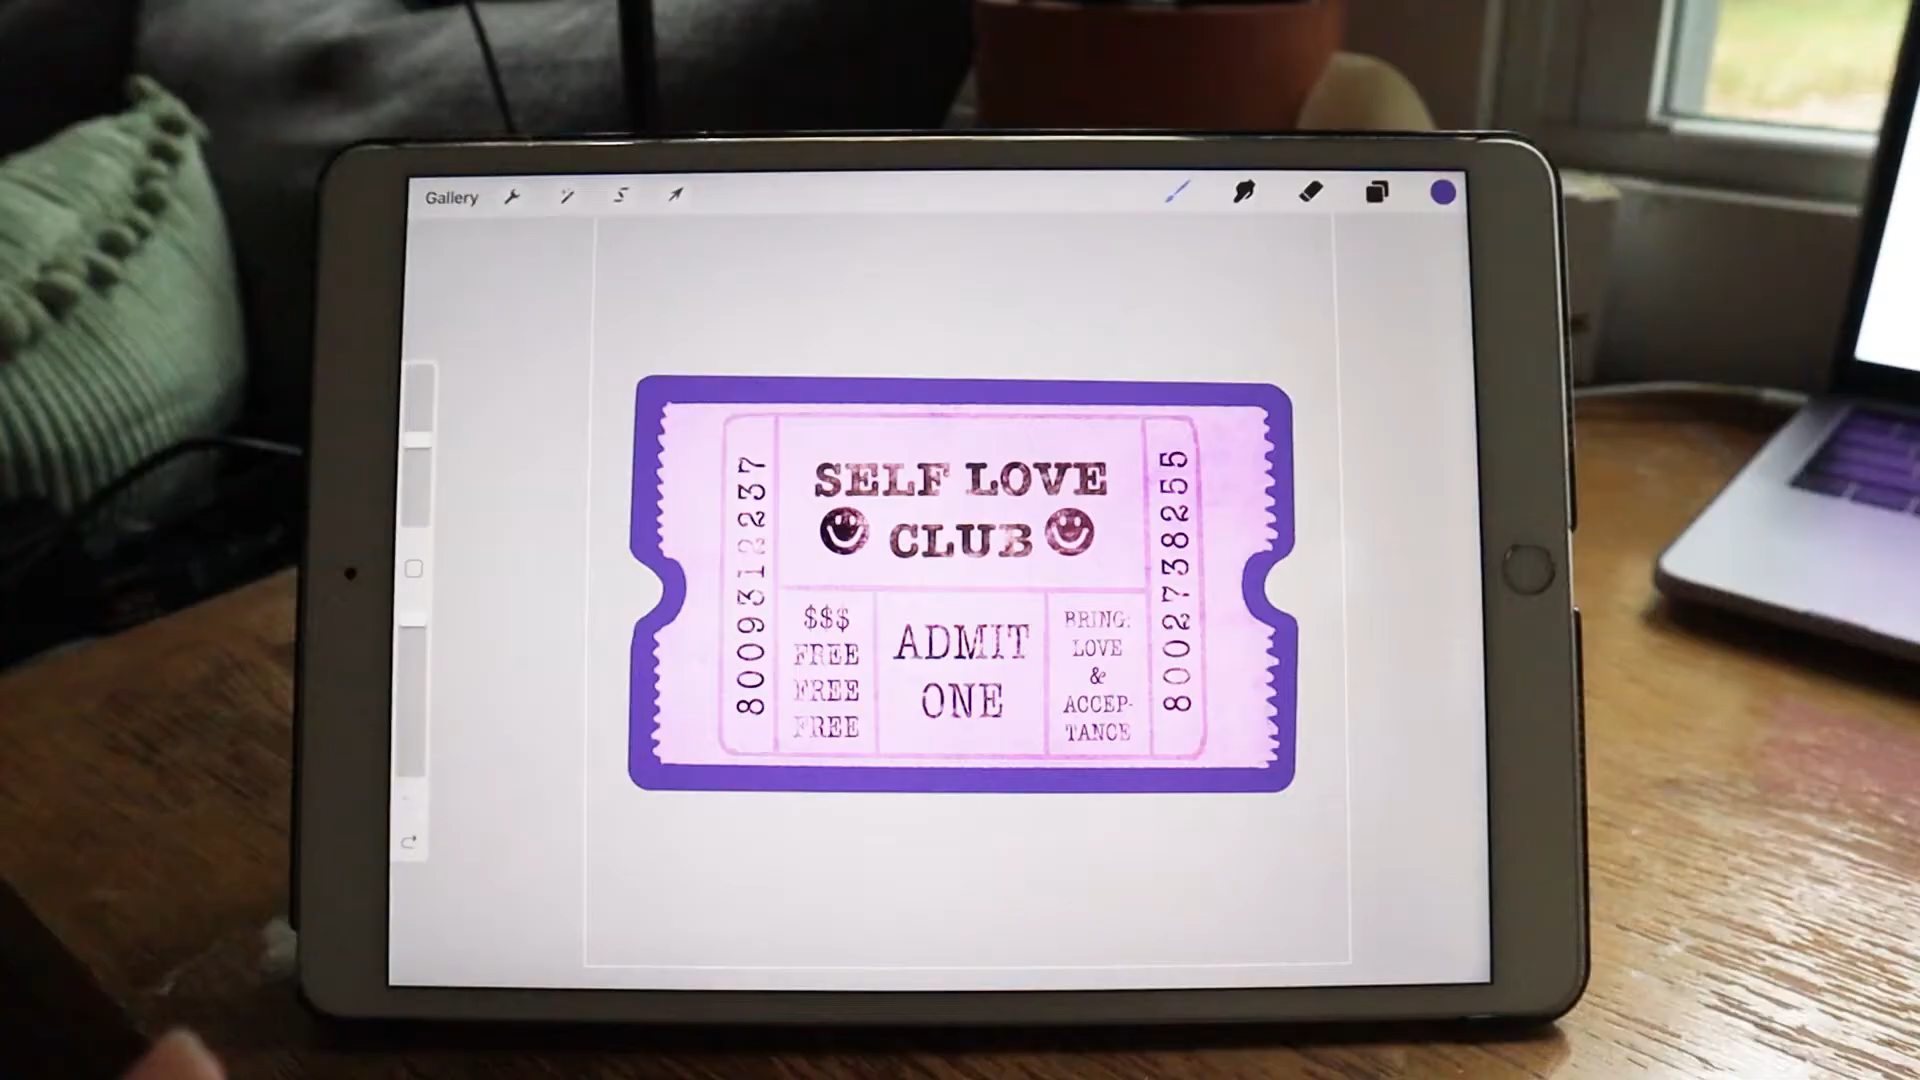 Gallery
SELF LOVE
CLUB
8009312237
$$$
FREE
FREE
FREE
ADMIT
ONE
BRING:
LOVE
&
ACCEP-
TANCE
8002738255